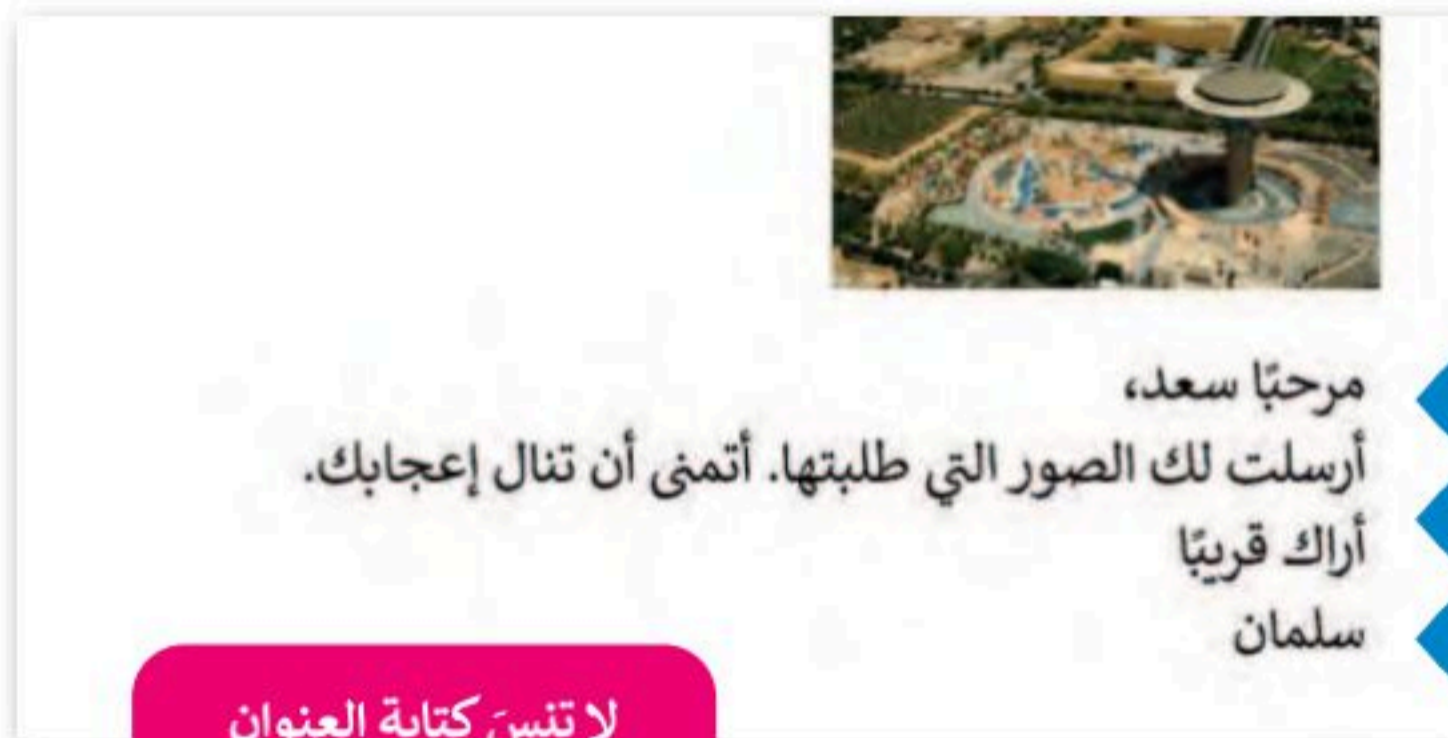 مرحبًا سعد،
أرسلت لك الصور التي طلبتها. أتمنى أن تنال إعجابك.
أراك قريبًا
سلمان
لا تنسَ كتابة العنوان